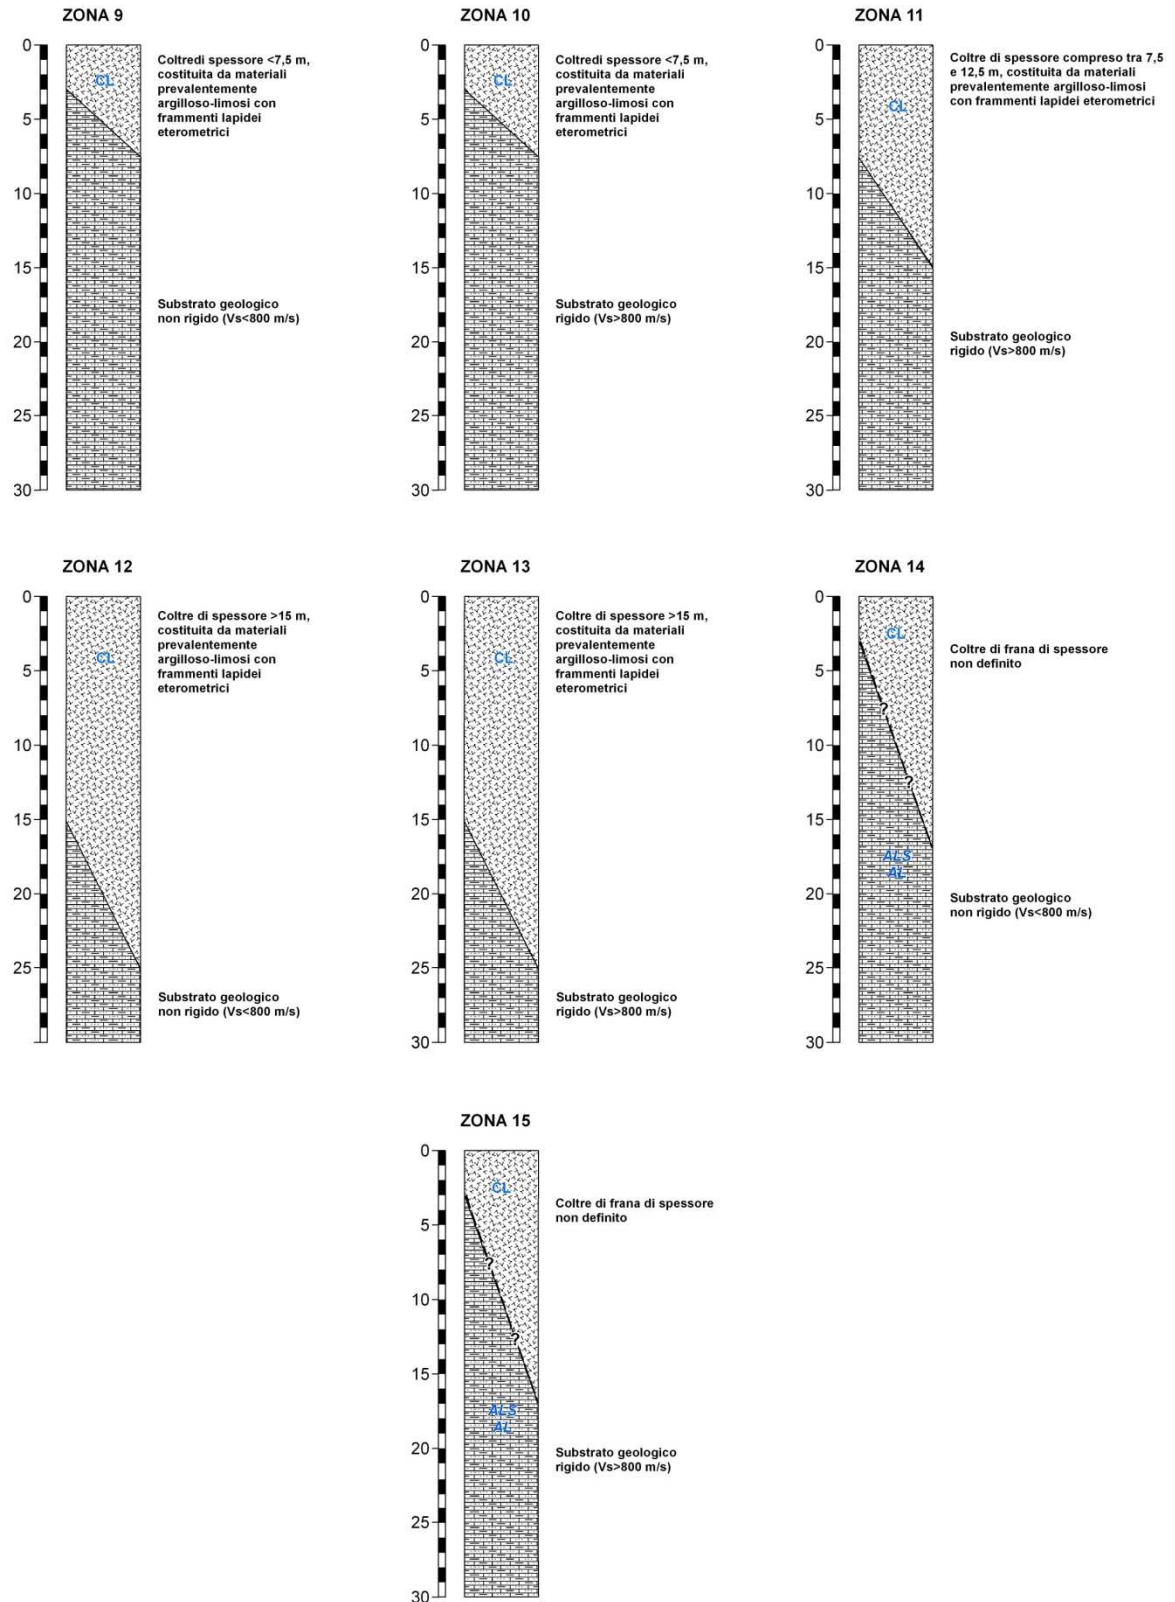 ZONA 9
0
5
10
15
20
25
30
CL
Coltredi spessore <7,5 m,
costituita da materiali
prevalentemente
argilloso-limosi con
frammenti lapidei
eterometrici
Substrato geologico
non rigido (Vs<800 m/s)
ZONA 10
0
5
10
15
20
25
30
CL
Coltredi spessore <7,5 m,
costituita da materiali
prevalentemente
argilloso-limosi con
frammenti lapidei
eterometrici
Substrato geologico
rigido (Vs>800 m/s)
ZONA 11
0
5
10
15
20
25
30
CL
Coltre di spessore compreso tra 7,5
e 12,5 m, costituita da materiali
prevalentemente argilloso-limosi
con frammenti lapidei eterometrici
Substrato geologico
rigido (Vs>800 m/s)
ZONA 12
0
5
10
15
20
25
CL
Coltre di spessore >15 m,
costituita da materiali
prevalentemente
argilloso-limosi con
frammenti lapidei
eterometrici
Substrato geologico
non rigido (Vs<800 m/s)
ZONA 13
0
5
10
15
20
25
30
CL
Coltre di spessore >15 m,
costituita da materiali
prevalentemente
argilloso-limosi con
frammenti lapidei
eterometrici
Substrato geologico
rigido (Vs>800 m/s)
ZONA 14
0
5
10
15
20
25
30
CL
?
?
ALS
AL
Coltre di frana di spessore
non definito
Substrato geologico
non rigido (Vs<800 m/s)
ZONA 15
0
5
10
15
20
25
30
CL
?
?
ALS
AL
Coltre di frana di spessore
non definito
Substrato geologico
rigido (Vs>800 m/s)